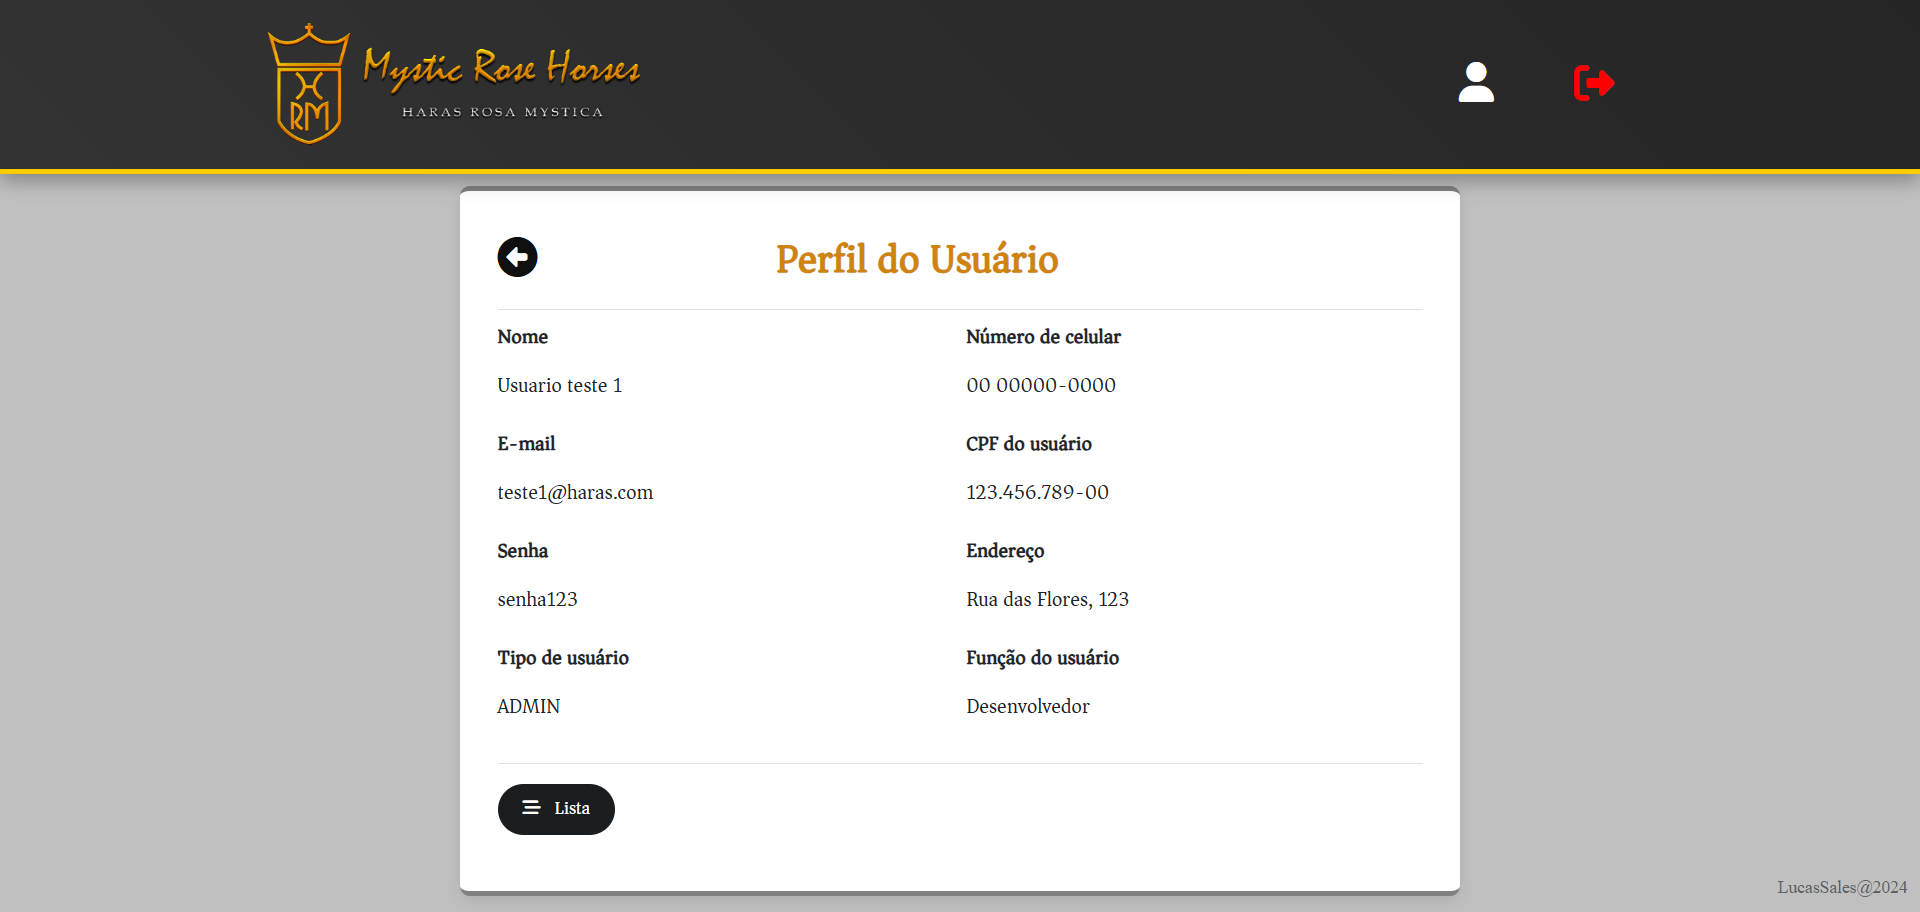 Mystic Rose Horses
HARAS ROSA MYSTICA
RM
Perfil do Usuário
Nome
Usuario teste 1
Número de celular
00 00000-0000
E-mail
teste1@haras.com
CPF do usuário
123.456.789-00
Senha
senha123
Endereço
Rua das Flores, 123
Tipo de usuário
ADMIN
Função do usuário
Desenvolvedor
Lista
LucasSales@2024